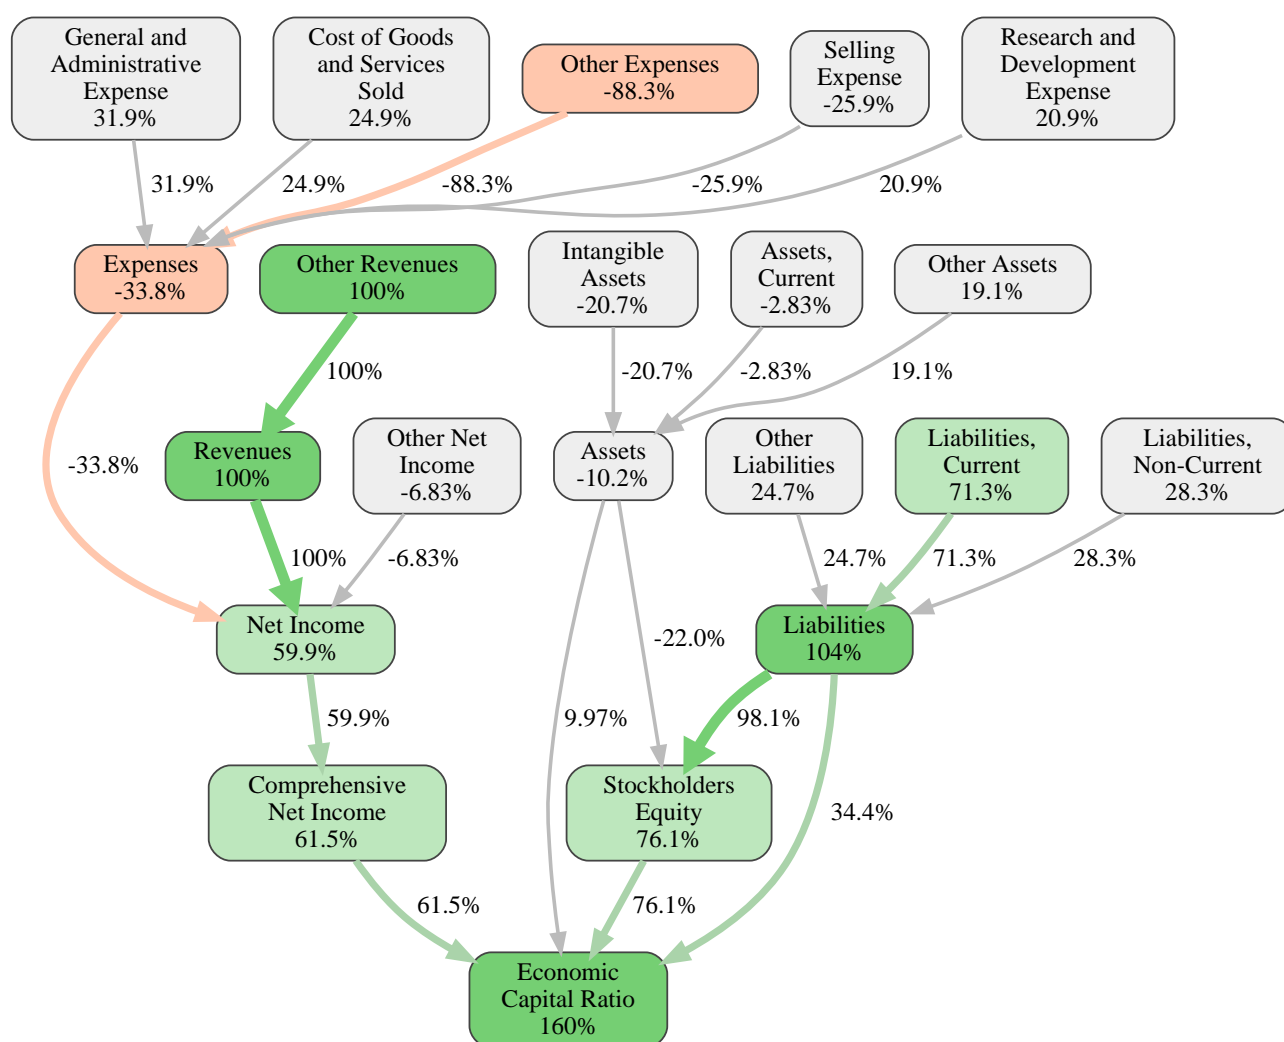 General and
Administrative
Expense
31.9%
Cost of Goods
and Services
Sold
24.9%
Other Expenses
-88.3%
Selling
Expense
-25.9%
Research and
Development
Expense
20.9%
31.9%
24.9%
-88.3%
-25.9%
20.9%
Expenses
-33.8%
Other Revenues
100%
Intangible
Assets
-20.7%
Assets,
Current
-2.83%
Other Assets
19.1%
100%
-20.7%
-2.83%
19.1%
-33.8%
Revenues
100%
Other Net
Income
-6.83%
Assets
-10.2%
Other
Liabilities
24.7%
Liabilities,
Current
71.3%
Liabilities,
Non-Current
28.3%
100%
-6.83%
24.7%
71.3%
28.3%
Net Income
59.9%
-22.0%
Liabilities
104%
59.9%
9.97%
98.1%
Comprehensive
Net Income
61.5%
Stockholders
Equity
76.1%
34.4%
61.5%
76.1%
Economic
Capital Ratio
160%